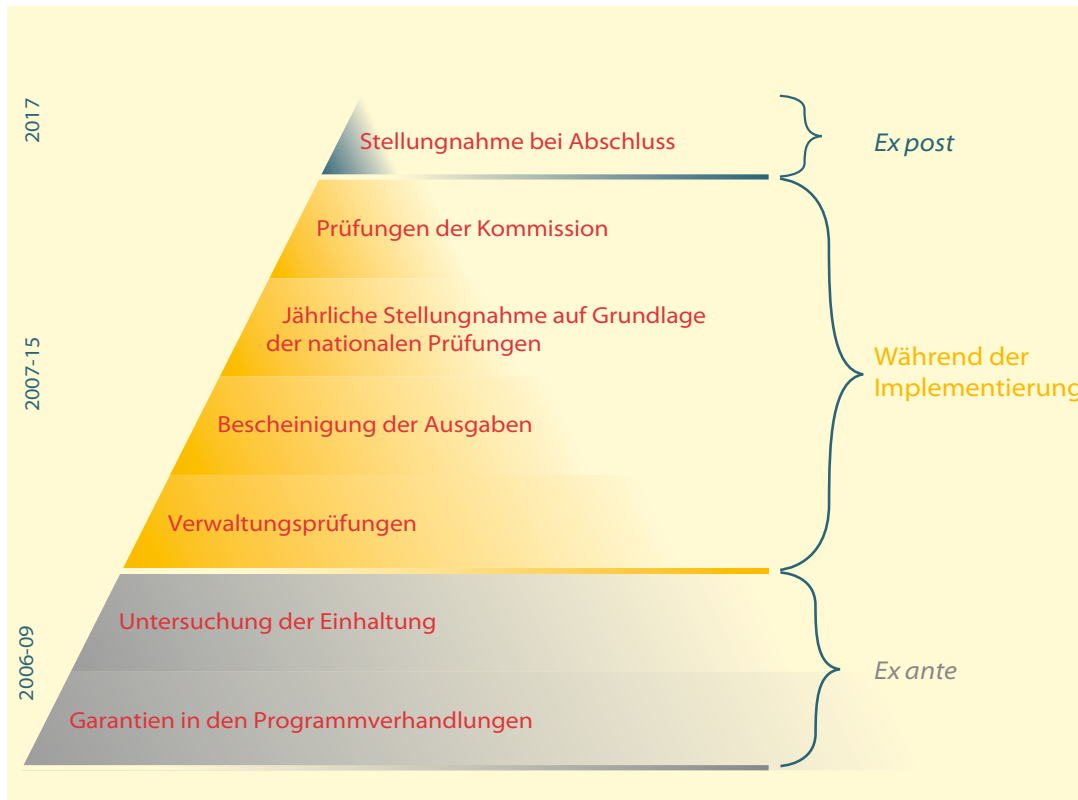 2017
Stellungnahme bei Abschluss
Ex post
Prüfungen der Kommission
2007-15
Jährliche Stellungnahme auf Grundlage
der nationalen Prüfungen
Während der
Implementierung
Bescheinigung der Ausgaben
Verwaltungsprüfungen
2006-09
Untersuchung der Einhaltung
Ex ante
Garantien in den Programmverhandlungen